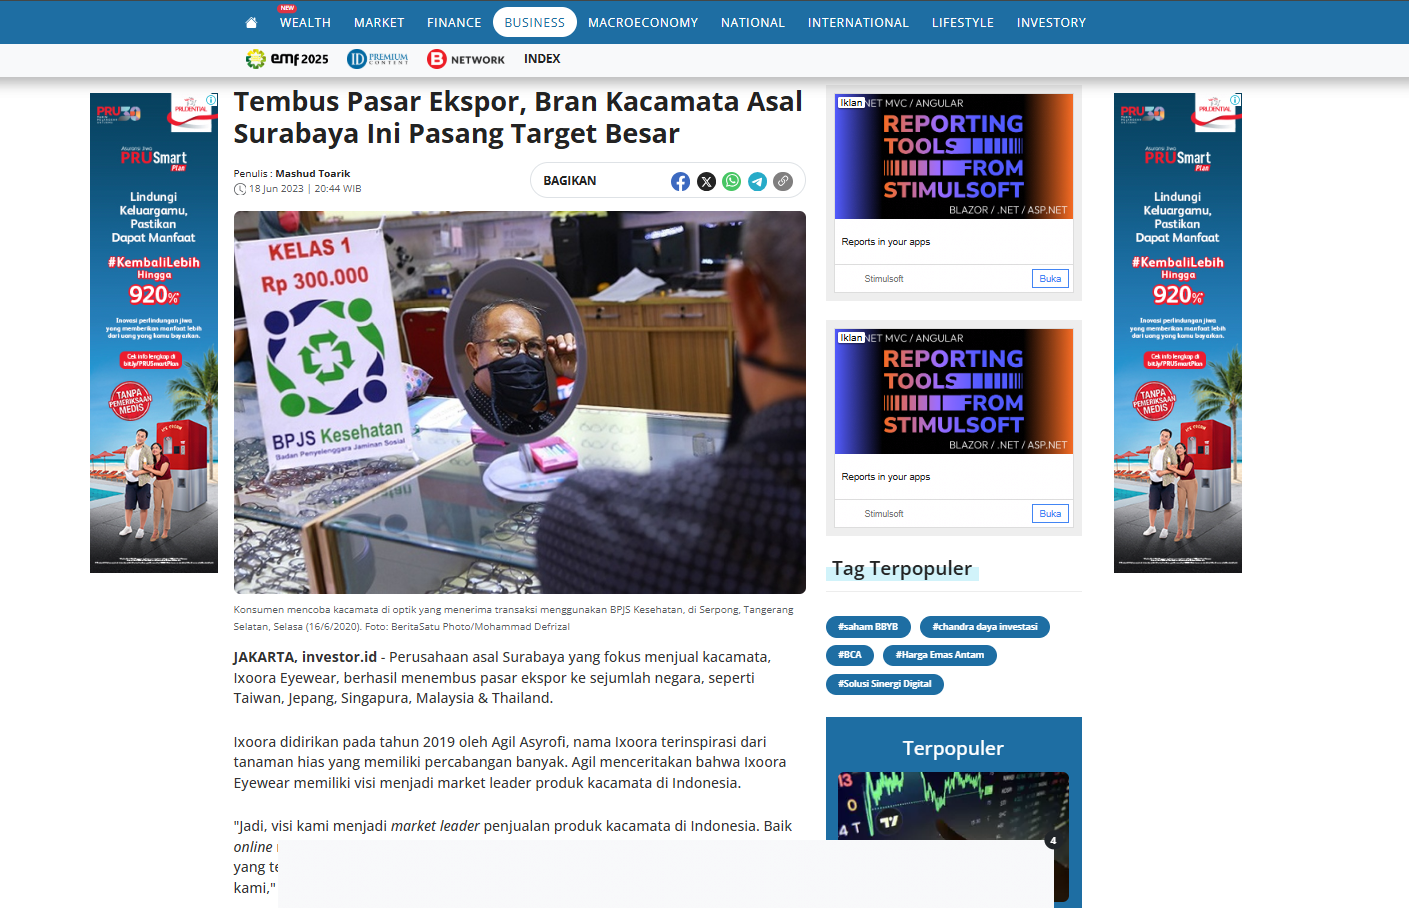 NEW
WEALTH MARKET FINANCE BUSINESS MACROECONOMY NATIONAL INTERNATIONAL LIFESTYLE INVESTORY
emf 2025 ID PREMIUM CONTENT B NETWORK INDEX
Tembus Pasar Ekspor, Bran Kacamata Asal
Surabaya Ini Pasang Target Besar
Penulis : Mashud Toarik
18 Jun 2023 | 20:44 WIB
BAGIKAN
KELAS 1
Rp 300.000
BPJS Kesehatan
Badan Penyelenggara Jaminan Sosial
Konsumen mencoba kacamata di optik yang menerima transaksi menggunakan BPJS Kesehatan, di Serpong, Tangerang
Selatan, Selasa (16/6/2020). Foto: BeritaSatu Photo/Mohammad Defrizal
JAKARTA, investor.id - Perusahaan asal Surabaya yang fokus menjual kacamata,
Ixoora Eyewear, berhasil menembus pasar ekspor ke sejumlah negara, seperti
Taiwan, Jepang, Singapura, Malaysia & Thailand.
Ixoora didirikan pada tahun 2019 oleh Agil Asyrofi, nama Ixoora terinspirasi dari
tanaman hias yang memiliki percabangan banyak. Agil menceritakan bahwa Ixoora
Eyewear memiliki visi menjadi market leader produk kacamata di Indonesia.
"Jadi, visi kami menjadi market leader penjualan produk kacamata di Indonesia. Baik
online
yang
kami,"
PRU30
PRUDENTIAL
Asuransi Jiwa
PRUSmart
Plan
Lindungi
Keluargamu,
Pastikan
Dapat Manfaat
#KembaliLebih
Hingga
920%*
Inovasi perlindungan jiwa
yang memberikan manfaat lebih
dari uang yang kamu bayarkan.
Cek info lengkap di
bit.ly/PRUSmartPlan
TANPA
PEMERIKSAAN
MEDIS
Iklan NET MVC / ANGULAR
REPORTING
TOOLS
FROM
STIMULSOFT
BLAZOR / .NET / ASP.NET
Reports in your apps
Stimulsoft Buka
Iklan NET MVC / ANGULAR
REPORTING
TOOLS
FROM
STIMULSOFT
BLAZOR / .NET / ASP.NET
Reports in your apps
Stimulsoft Buka
Tag Terpopuler
#saham BBYB #chandra daya investasi
#BCA #Harga Emas Antam
#Solusi Sinergi Digital
Terpopuler
13
0
4 T
4
PRU30
PRUDENTIAL
Asuransi Jiwa
PRUSmart
Plan
Lindungi
Keluargamu,
Pastikan
Dapat Manfaat
#KembaliLebih
Hingga
920%*
Inovasi perlindungan jiwa
yang memberikan manfaat lebih
dari uang yang kamu bayarkan.
Cek info lengkap di
bit.ly/PRUSmartPlan
TANPA
PEMERIKSAAN
MEDIS